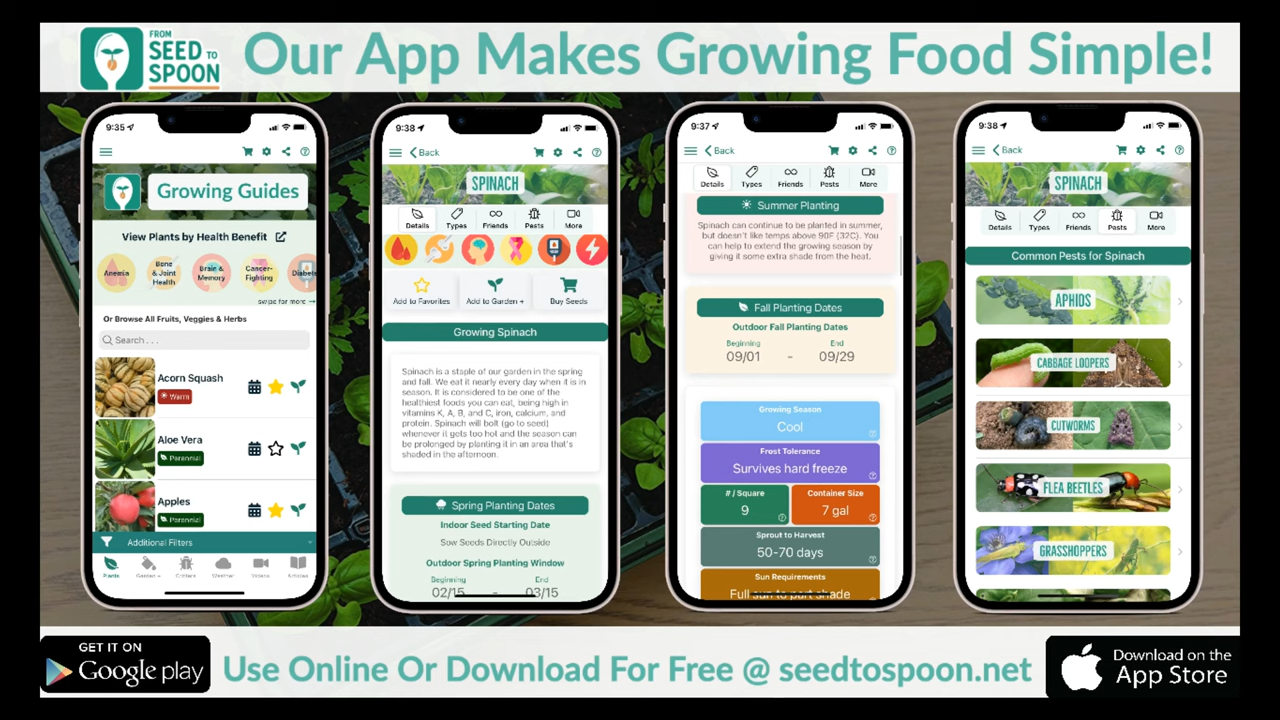 FROM
SEED TO
SPOON
Our App Makes Growing Food Simple!
9:35
Growing Guides
View Plants by Health Benefit
Anemia
Bone
& Joint
Health
Brain &
Memory
Cancer-
Fighting
Diabet
swipe for more →
Or Browse All Fruits, Veggies & Herbs
Search . . .
Acorn Squash
Warm
Aloe Vera
Perennial
Apples
Perennial
Additional Filters
Plants
Garden
Critters
Weather
Videos
Articles
9:38
Back
SPINACH
Details
Types
Friends
Pests
More
Add to Favorites
Add to Garden +
Buy Seeds
Growing Spinach
Spinach is a staple of our garden in the spring
and fall. We eat it nearly every day when it is in
season. It is considered to be one of the
healthiest foods you can eat, being high in
vitamins K, A, B, and C, iron, calcium, and
protein. Spinach will bolt (go to seed)
whenever it gets too hot and the season can
be prolonged by planting it in an area that's
shaded in the afternoon.
Spring Planting Dates
Indoor Seed Starting Date
Sow Seeds Directly Outside
Outdoor Spring Planting Window
Beginning
End
02/15 - 03/15
9:37
Back
Details
Types
Friends
Pests
More
Summer Planting
Spinach can continue to be planted in summer,
but doesn't like temps above 90F (32C). You
can help to extend the growing season by
giving it some extra shade from the heat.
Fall Planting Dates
Outdoor Fall Planting Dates
Beginning
End
09/01 - 09/29
Growing Season
Cool
Frost Tolerance
Survives hard freeze
# / Square
9
Container Size
7 gal
Sprout to Harvest
50-70 days
Sun Requirements
Full sun to part shade
9:38
Back
SPINACH
Details
Types
Friends
Pests
More
Common Pests for Spinach
APHIDS
CABBAGE LOOPERS
CUTWORMS
FLEA BEETLES
GRASSHOPPERS
GET IT ON
Google play
Use Online Or Download For Free @ seedtospoon.net
Download on the
App Store